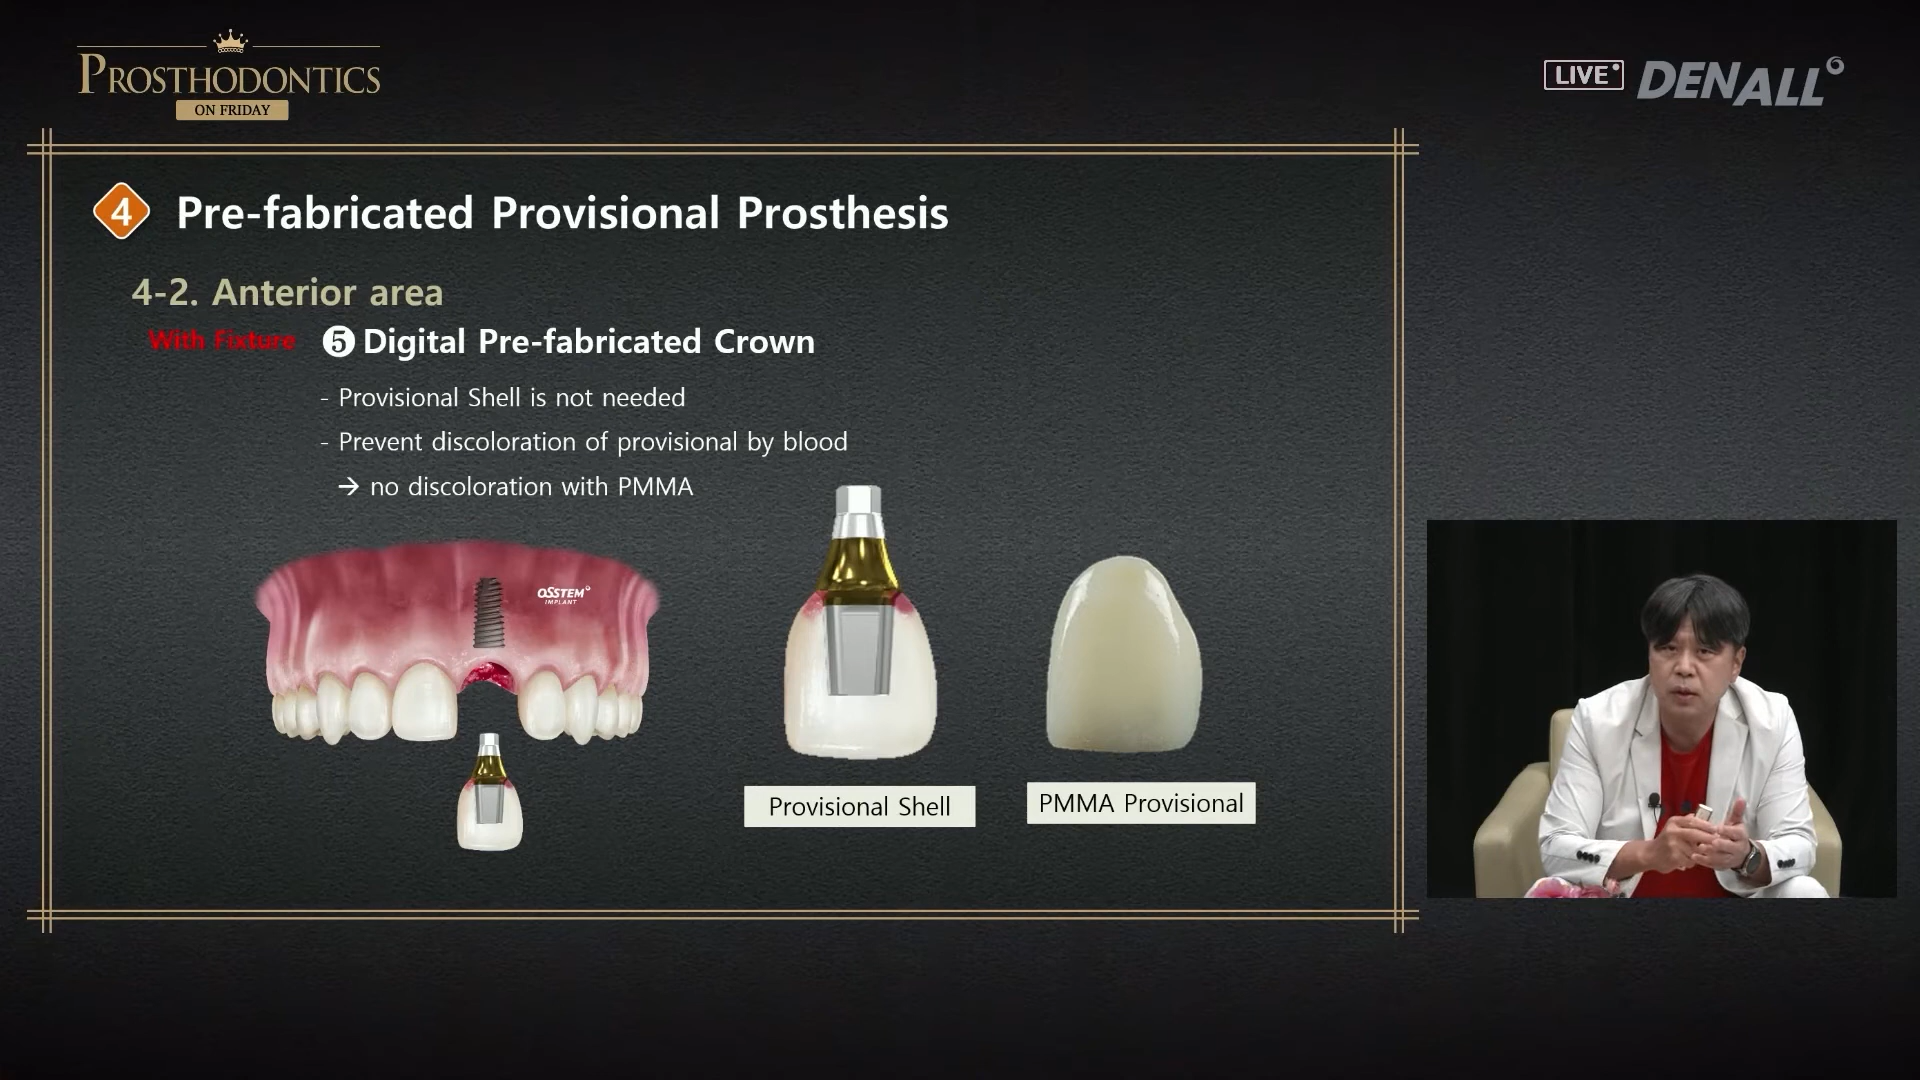 PROSTHODONTICS
ON FRIDAY
LIVE
DENALL
4 Pre-fabricated Provisional Prosthesis
4-2. Anterior area
With Fixture ❺ Digital Pre-fabricated Crown
- Provisional Shell is not needed
- Prevent discoloration of provisional by blood
→ no discoloration with PMMA
OSSTEM
IMPLANT
Provisional Shell
PMMA Provisional